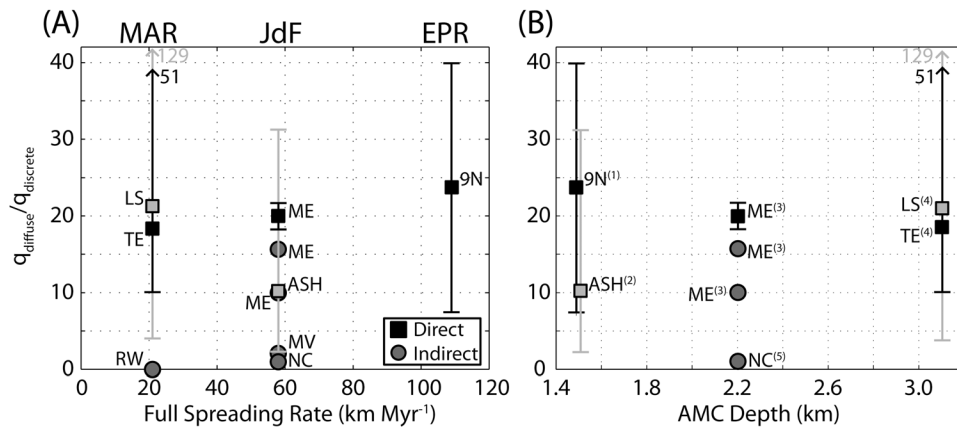 (A) MAR JdF EPR
(B)
129
51
129
51
40
30
20
10
0
q diffuse/q discrete
LS
TE
RW
ME
ME
ASH
ME
MV
NC
9N
Direct
Indirect
0 20 40 60 80 100 120
Full Spreading Rate (km Myr-1)
40
30
20
10
0
9N(1)
ASH(2)
ME(3)
ME(3)
ME(3)
NC(5)
LS(4)
TE(4)
1.4 1.8 2.2 2.6 3.0
AMC Depth (km)